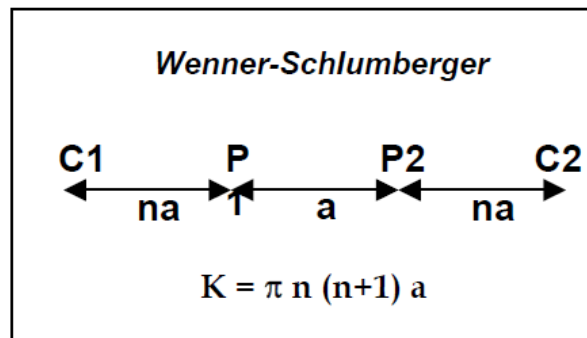 Wenner-Schlumberger
C1 P P2 C2
1
na a na
K = π n (n+1) a